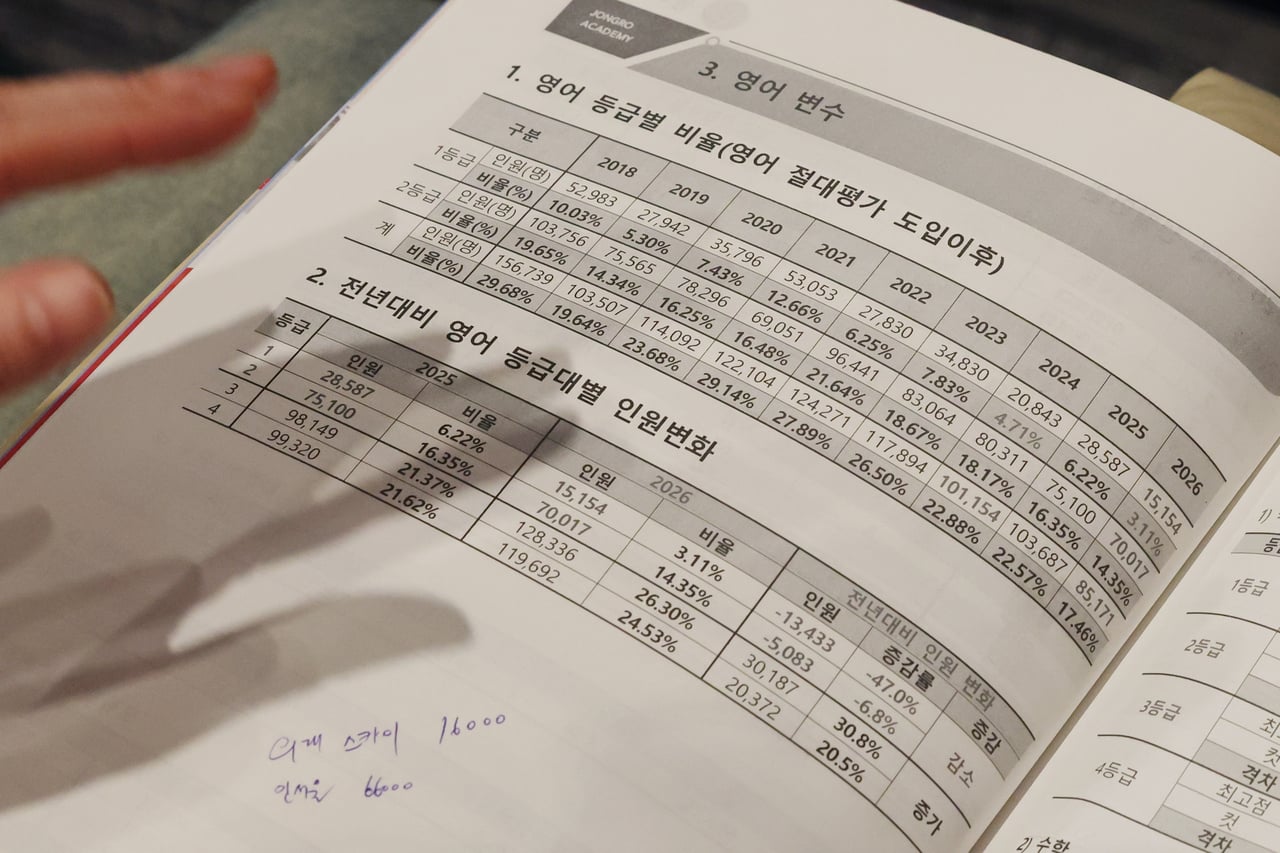 JONGRO
ACADEMY
3. 영어 변수
1. 영어 등급별 비율(영어 절대평가 도입이후)
구분 2018 2019 2020 2021 2022 2023 2024 2025 2026
1등급 인원(명) 52,983 27,942 35,796 53,053 27,830 34,830 20,843 28,587 15,154
비율(%) 10.03% 5.30% 7.43% 12.66% 6.25% 7.83% 4.71% 6.22% 3.11%
2등급 인원(명) 103,756 75,565 78,296 69,051 96,441 83,064 80,311 75,100 70,017
비율(%) 19.65% 14.34% 16.25% 16.48% 21.64% 18.67% 18.17% 16.35% 14.35%
계 인원(명) 156,739 103,507 114,092 122,104 124,271 117,894 101,154 103,687 85,171
비율(%) 29.68% 19.64% 23.68% 29.14% 27.89% 26.50% 22.88% 22.57% 17.46%
2. 전년대비 영어 등급대별 인원변화
등급 2025 2026 전년대비 인원 변화
인원 비율 인원 비율 인원 증감률 증감
1 28,587 6.22% 15,154 3.11% -13,433 -47.0% 감소
2 75,100 16.35% 70,017 14.35% -5,083 -6.8%
3 98,149 21.37% 128,336 26.30% 30,187 30.8% 증가
4 99,320 21.62% 119,692 24.53% 20,372 20.5%
의대 스카이 16000
인서울 66000
1)
등
1등급
2등급
3등급 최
컷
격차
4등급 최고점
컷
격차
2) 수학